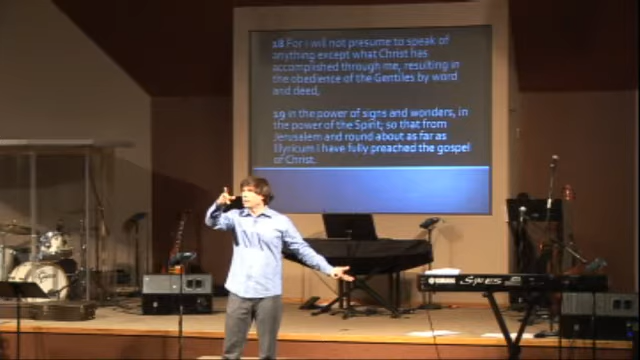 18 For I will not presume to speak of
anything except what Christ has
accomplished through me, resulting in
the obedience of the Gentiles by word
and deed,
19 in the power of signs and wonders, in
the power of the Spirit; so that from
Jerusalem and round about as far as
Illyricum I have fully preached the gospel
of Christ.
YAMAHA